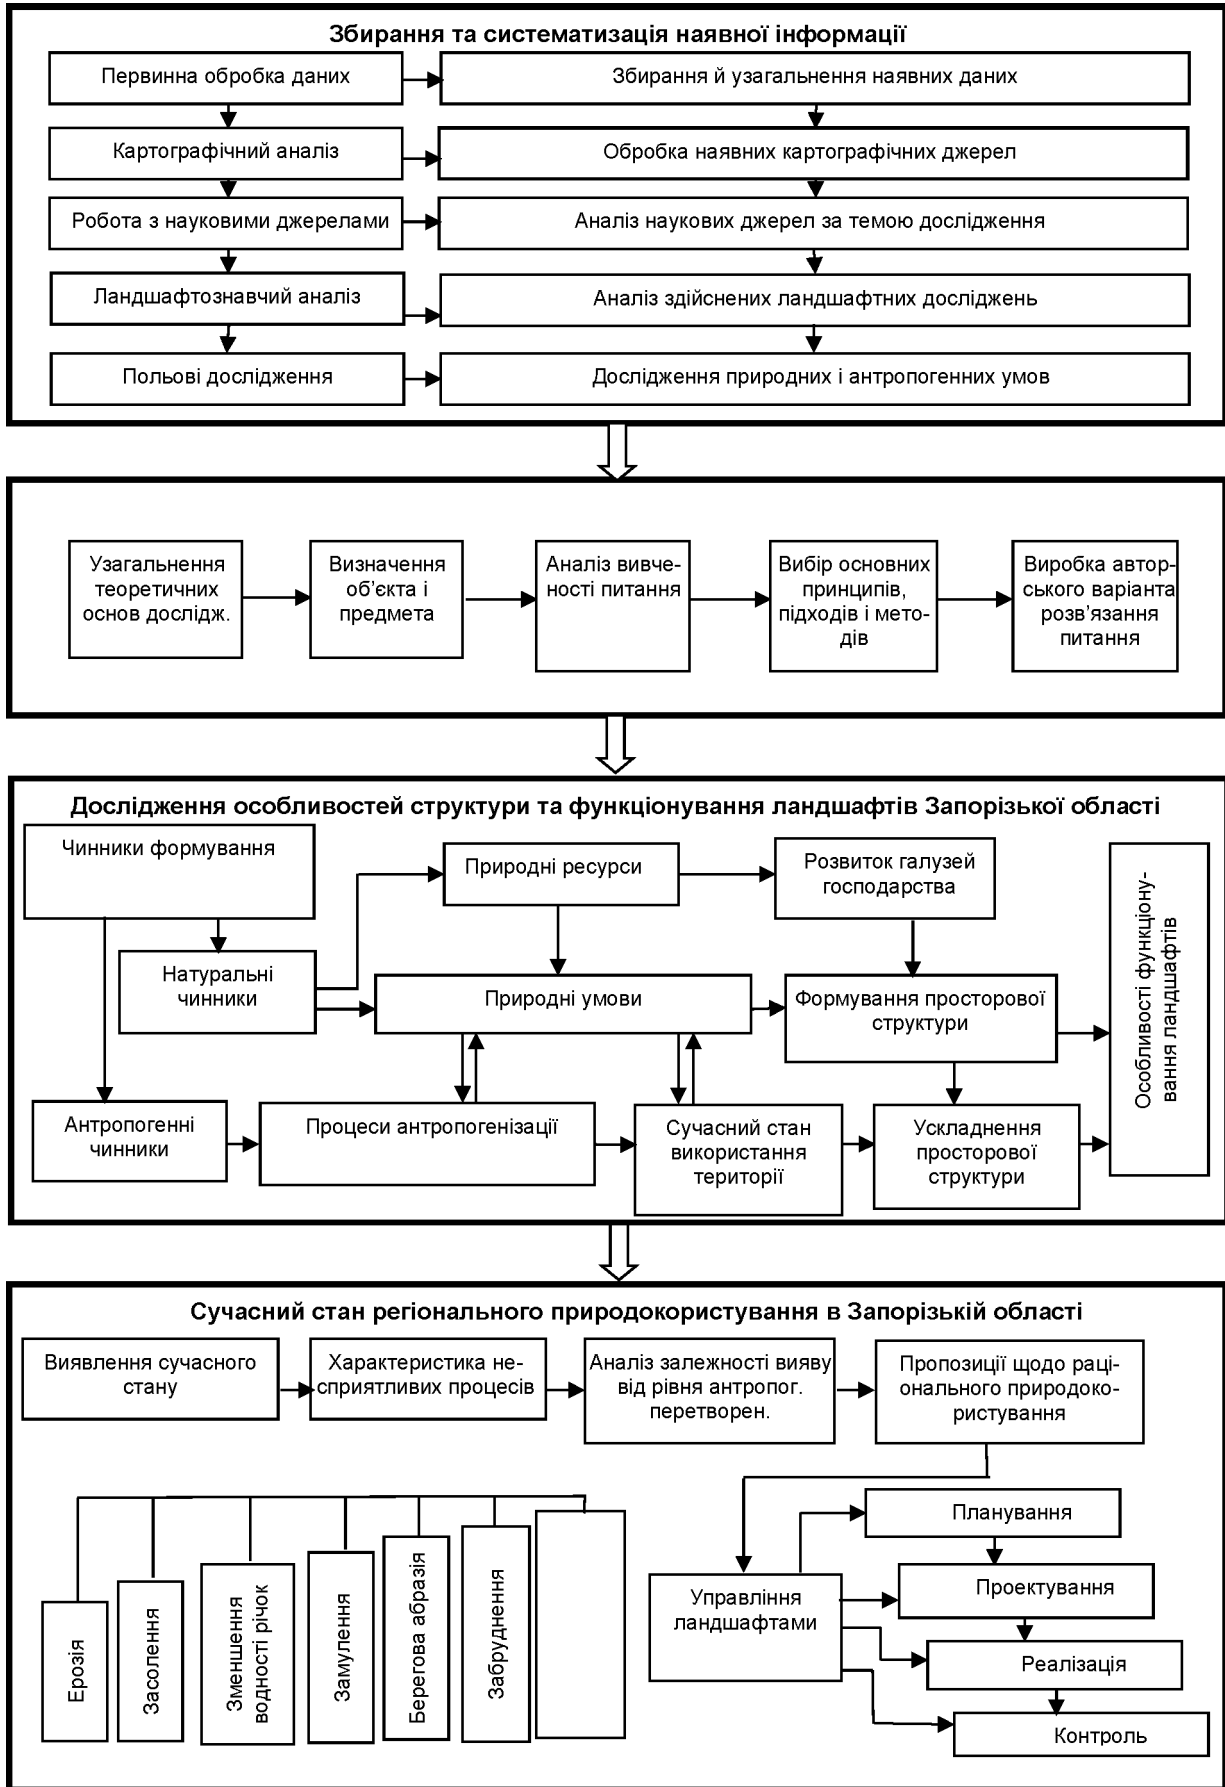 Збирання та систематизація наявної інформації
Первинна обробка даних
Збирання й узагальнення наявних даних
Картографічний аналіз
Обробка наявних картографічних джерел
Робота з науковими джерелами
Аналіз наукових джерел за темою дослідження
Ландшафтознавчий аналіз
Аналіз здійснених ландшафтних досліджень
Польові дослідження
Дослідження природних і антропогенних умов
Узагальнення
теоретичних
основ дослідж.
Визначення
об’єкта і
предмета
Аналіз вивче-
ності питання
Вибір основних
принципів,
підходів і мето-
дів
Виробка автор-
ського варіанта
розв’язання
питання
Дослідження особливостей структури та функціонування ландшафтів Запорізької області
Чинники формування
Природні ресурси
Розвиток галузей
господарства
Натуральні
чинники
Природні умови
Формування просторової
структури
Особливості функціону-
вання ландшафтів
Антропогенні
чинники
Процеси антропогенізації
Сучасний стан
використання
території
Ускладнення
просторової
структури
Сучасний стан регіонального природокористування в Запорізькій області
Виявлення сучасного
стану
Характеристика не-
сприятливих процесів
Аналіз залежності вияву
від рівня антропог.
перетворен.
Пропозиції щодо раці-
онального природоко-
ристування
Ерозія
Засолення
Зменшення
водності річок
Замулення
Берегова абразія
Забруднення
Управління
ландшафтами
Планування
Проектування
Реалізація
Контроль